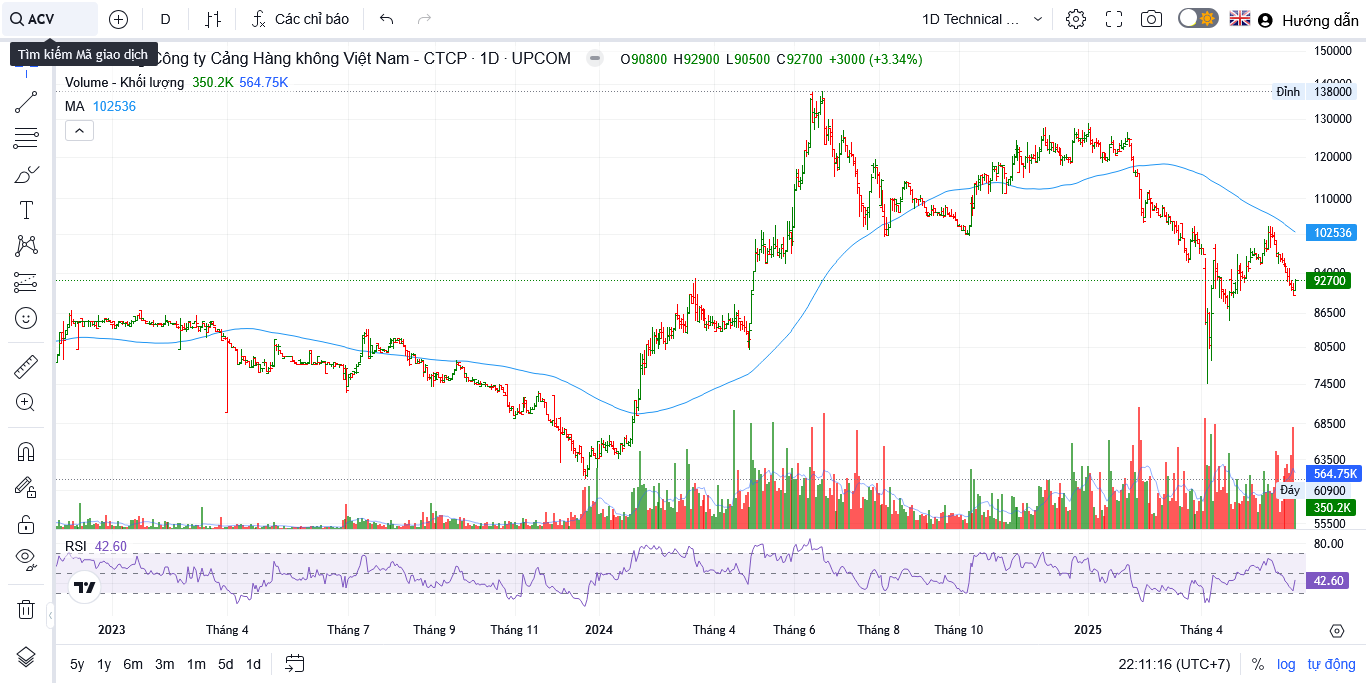 ACV
D
Các chỉ báo
1D Technical ...
Hướng dẫn
Tìm kiếm Mã giao dịch
Công ty Cảng Hàng không Việt Nam - CTCP · 1D · UPCOM
O90800 H92900 L90500 C92700 +3000 (+3.34%)
Volume - Khối lượng 350.2K 564.75K
MA 102536
150000
140000
Đỉnh 138000
130000
120000
110000
102536
94000
92700
86500
80500
74500
68500
63500
564.75K
Đáy 60900
350.2K
55500
RSI 42.60
80.00
42.60
2023 Tháng 4 Tháng 7 Tháng 9 Tháng 11 2024 Tháng 4 Tháng 6 Tháng 8 Tháng 10 2025 Tháng 4
5y 1y 6m 3m 1m 5d 1d
22:11:16 (UTC+7) % log tự động